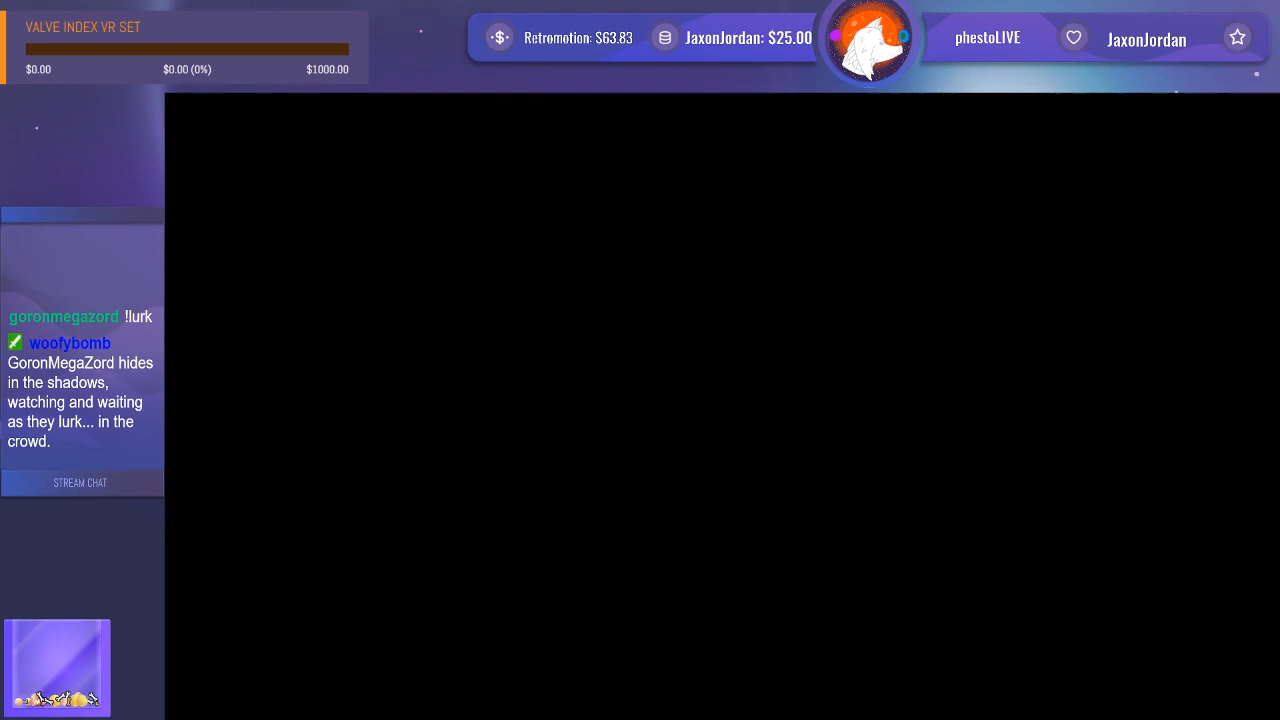 VALVE INDEX VR SET
$0.00 $0.00 (0%) $1000.00
Retromotion: $63.83 JaxonJordan: $25.00 phestoLIVE JaxonJordan
goronmegazord !lurk
woofybomb
GoronMegaZord hides
in the shadows,
watching and waiting
as they lurk... in the
crowd.
STREAM CHAT